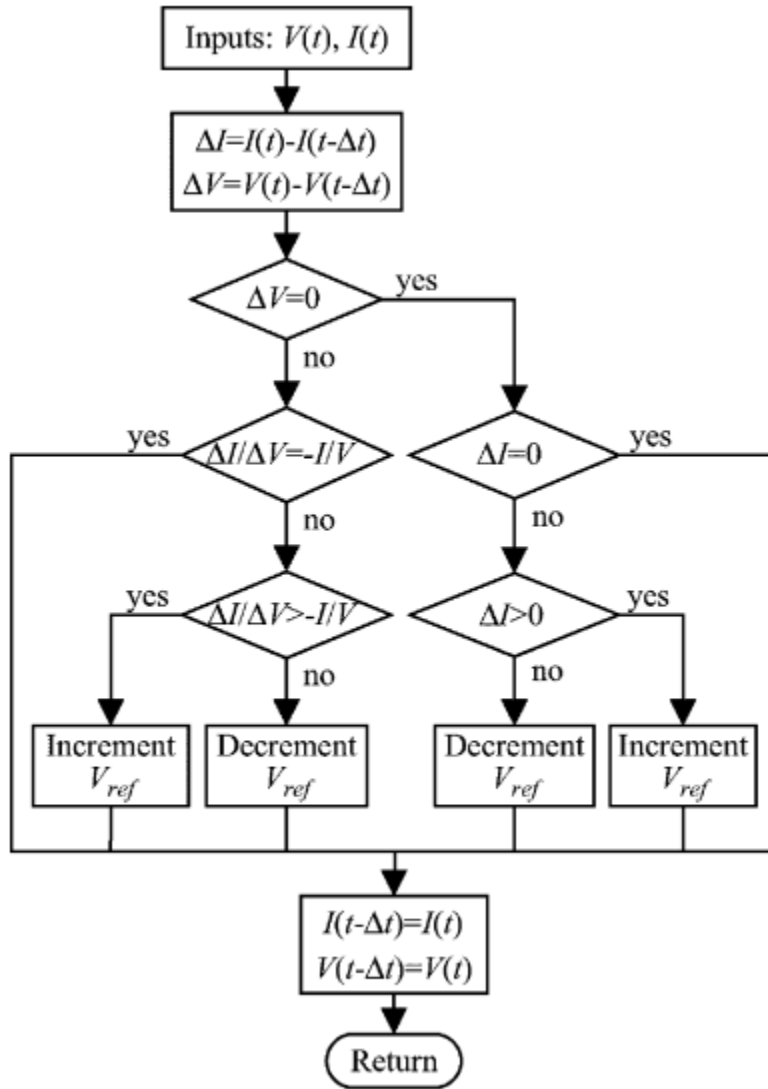 Inputs: V(t), I(t)
ΔI=I(t)-I(t-Δt)
ΔV=V(t)-V(t-Δt)
ΔV=0
yes
no
yes
ΔI/ΔV=-I/V
ΔI=0
yes
no
no
yes
ΔI/ΔV>-I/V
ΔI>0
yes
no
no
Increment
V_ref
Decrement
V_ref
Decrement
V_ref
Increment
V_ref
I(t-Δt)=I(t)
V(t-Δt)=V(t)
Return